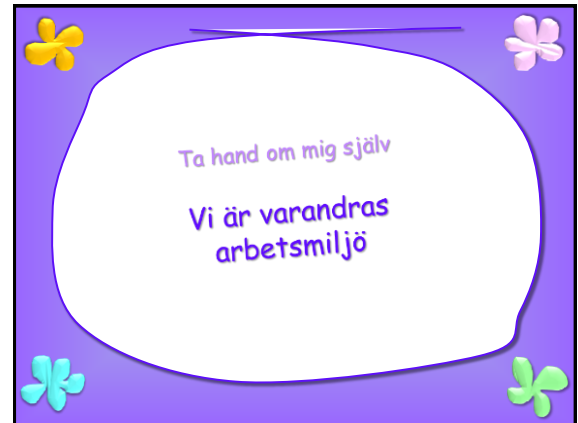 Ta hand om mig själv
Vi är varandras
arbetsmiljö